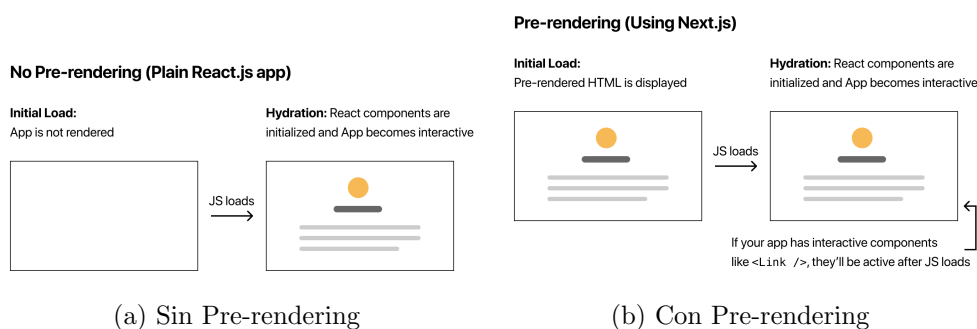 No Pre-rendering (Plain React.js app)
Initial Load:
App is not rendered
Hydration: React components are
initialized and App becomes interactive
JS loads
(a) Sin Pre-rendering
Pre-rendering (Using Next.js)
Initial Load:
Pre-rendered HTML is displayed
Hydration: React components are
initialized and App becomes interactive
JS loads
If your app has interactive components
like <Link />, they'll be active after JS loads
(b) Con Pre-rendering